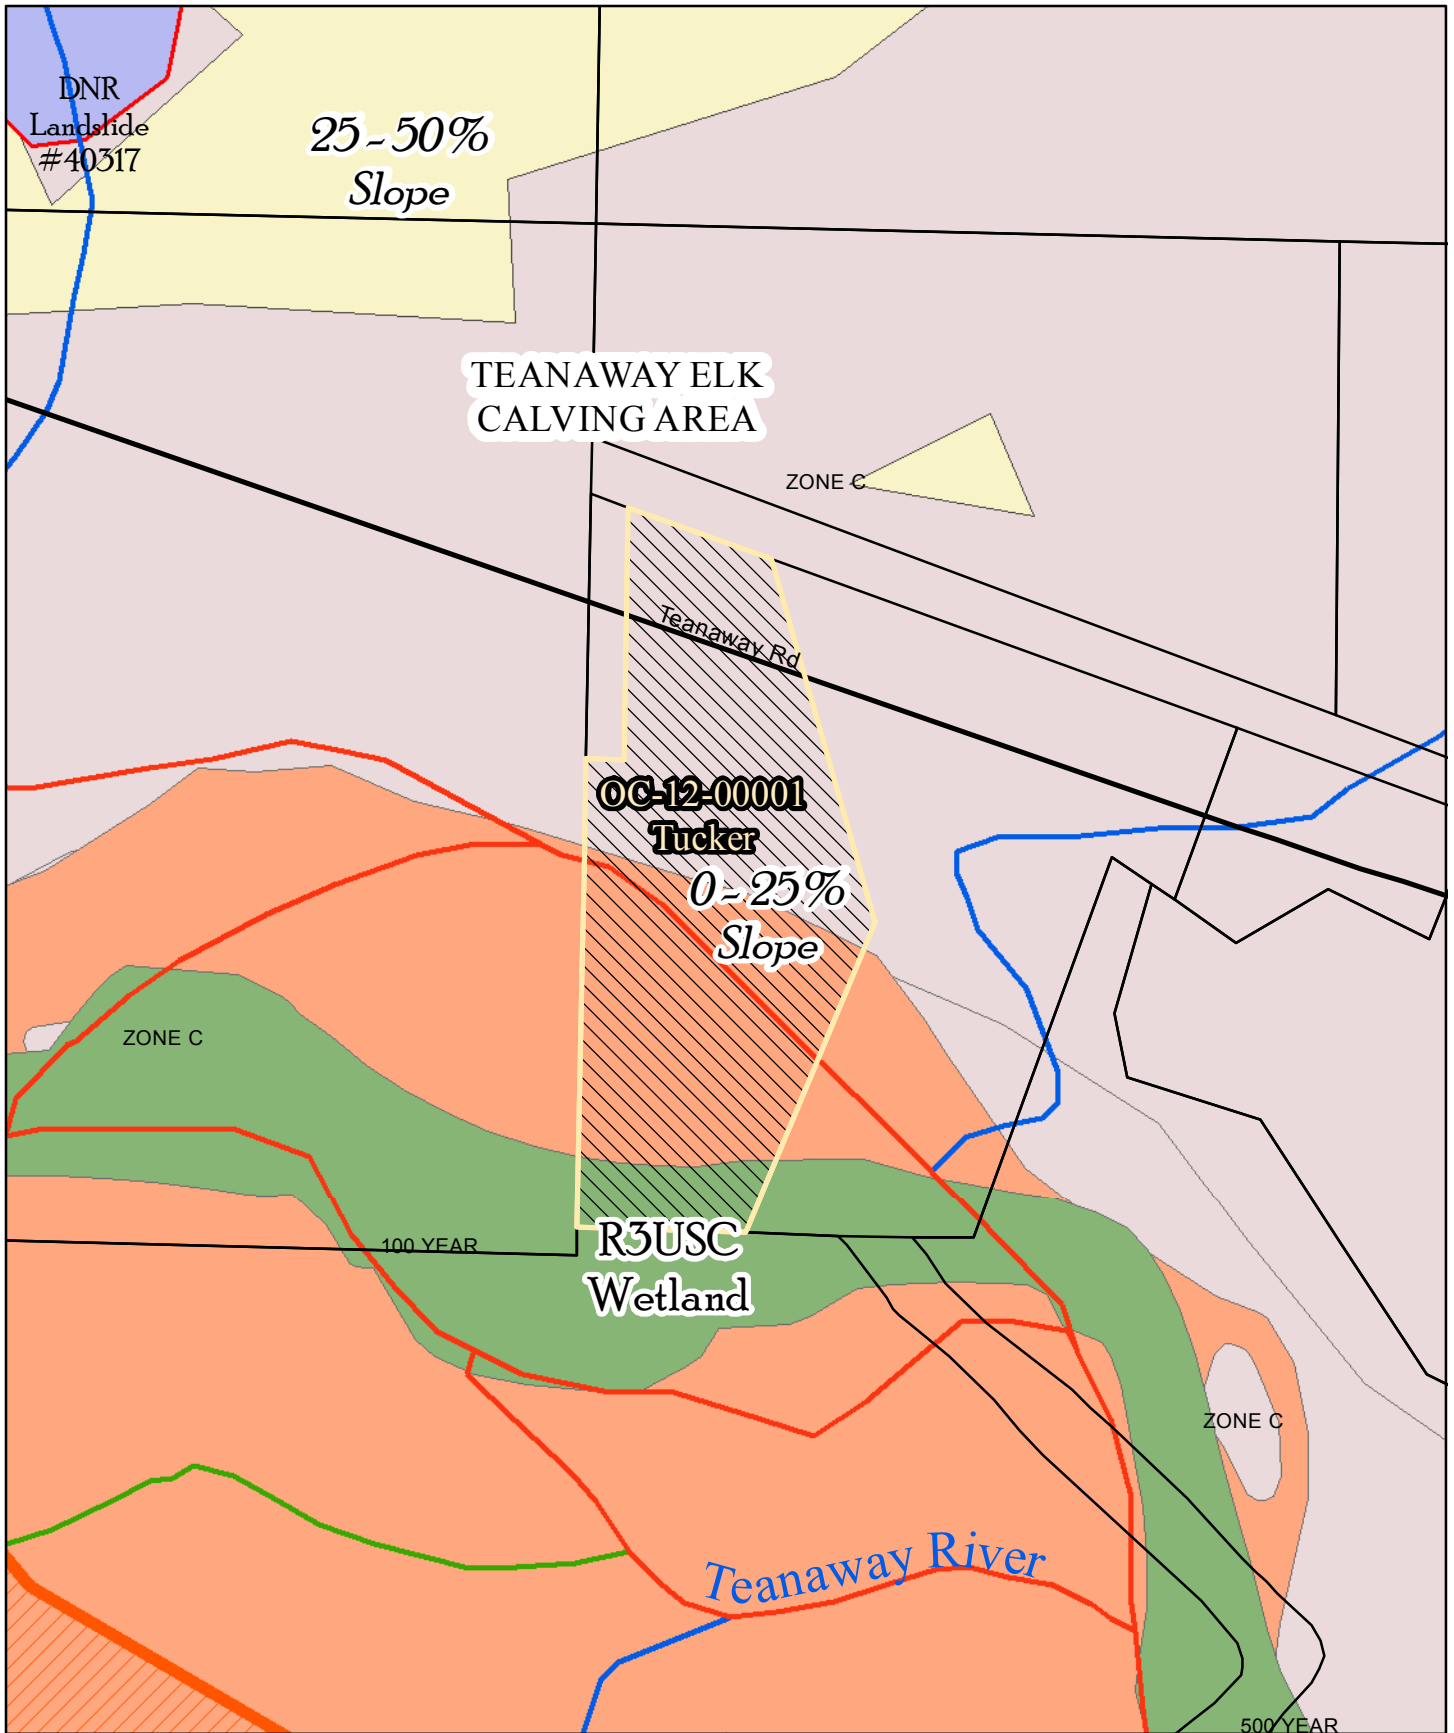 DNR
Landslide
#40317
25-50%
Slope
TEANAWAY ELK
CALVING AREA
ZONE C
Teanaway Rd
OC-12-00001
Tucker
0-25%
Slope
ZONE C
100 YEAR
R3USC
Wetland
ZONE C
Teanaway River
500 YEAR